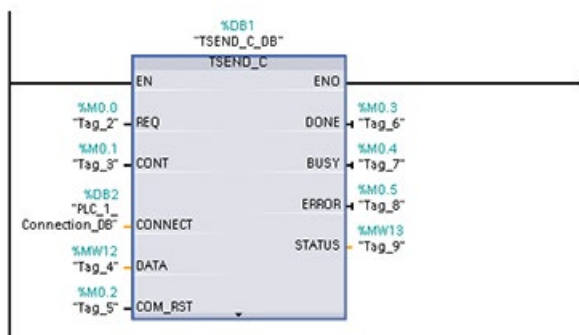 %DB1
"TSEND_C_DB"
TSEND_C
EN ENO
%M0.0 %M0.3
"Tag_2" REQ DONE "Tag_6"
%M0.1 %M0.4
"Tag_3" CONT BUSY "Tag_7"
%DB2 %M0.5
"PLC_1_ ERROR "Tag_8"
Connection_DB" CONNECT %MW13
STATUS "Tag_9"
%MW12
"Tag_4" DATA
%M0.2
"Tag_5" COM_RST